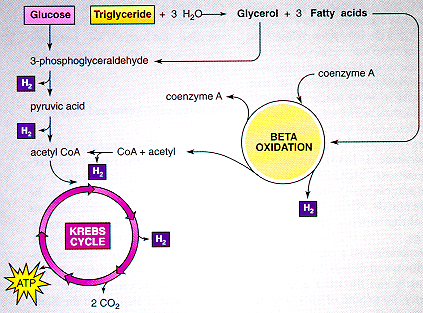 Glucose
Triglyceride + 3 H₂O → Glycerol + 3 Fatty acids
3-phosphoglyceraldehyde
coenzyme A
H₂
coenzyme A
pyruvic acid
H₂
BETA
OXIDATION
acetyl CoA
CoA + acetyl
H₂
H₂
KREBS
CYCLE
H₂
ATP
2 CO₂